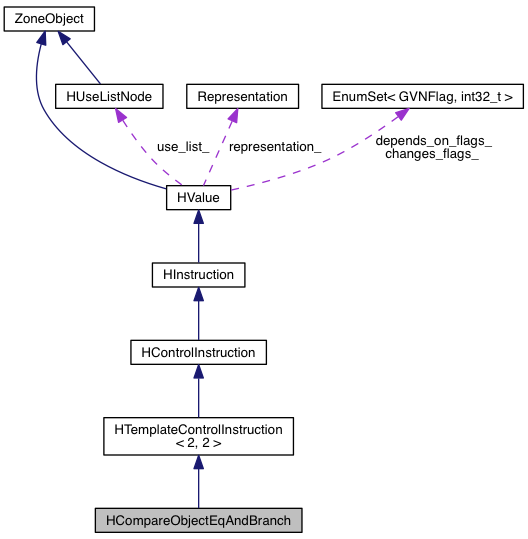 ZoneObject
HUseListNode
Representation
EnumSet< GVNFlag, int32_t >
use_list_
representation_
depends_on_flags_
changes_flags_
HValue
HInstruction
HControlInstruction
HTemplateControlInstruction
< 2, 2 >
HCompareObjectEqAndBranch